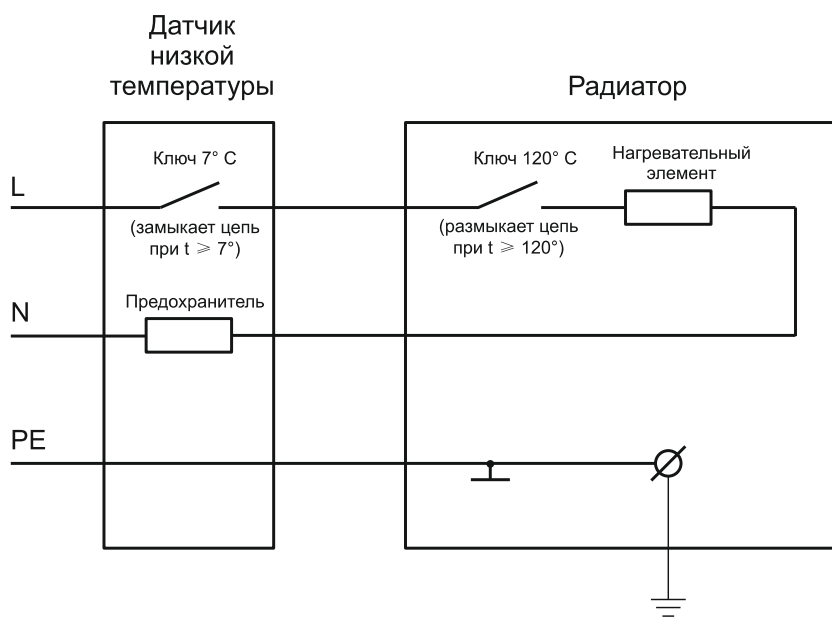 Датчик
низкой
температуры
Радиатор
Ключ 7° C
Ключ 120° C
Нагревательный
элемент
L
(замыкает цепь
при t ⩾ 7°)
(размыкает цепь
при t ⩾ 120°)
Предохранитель
N
PE